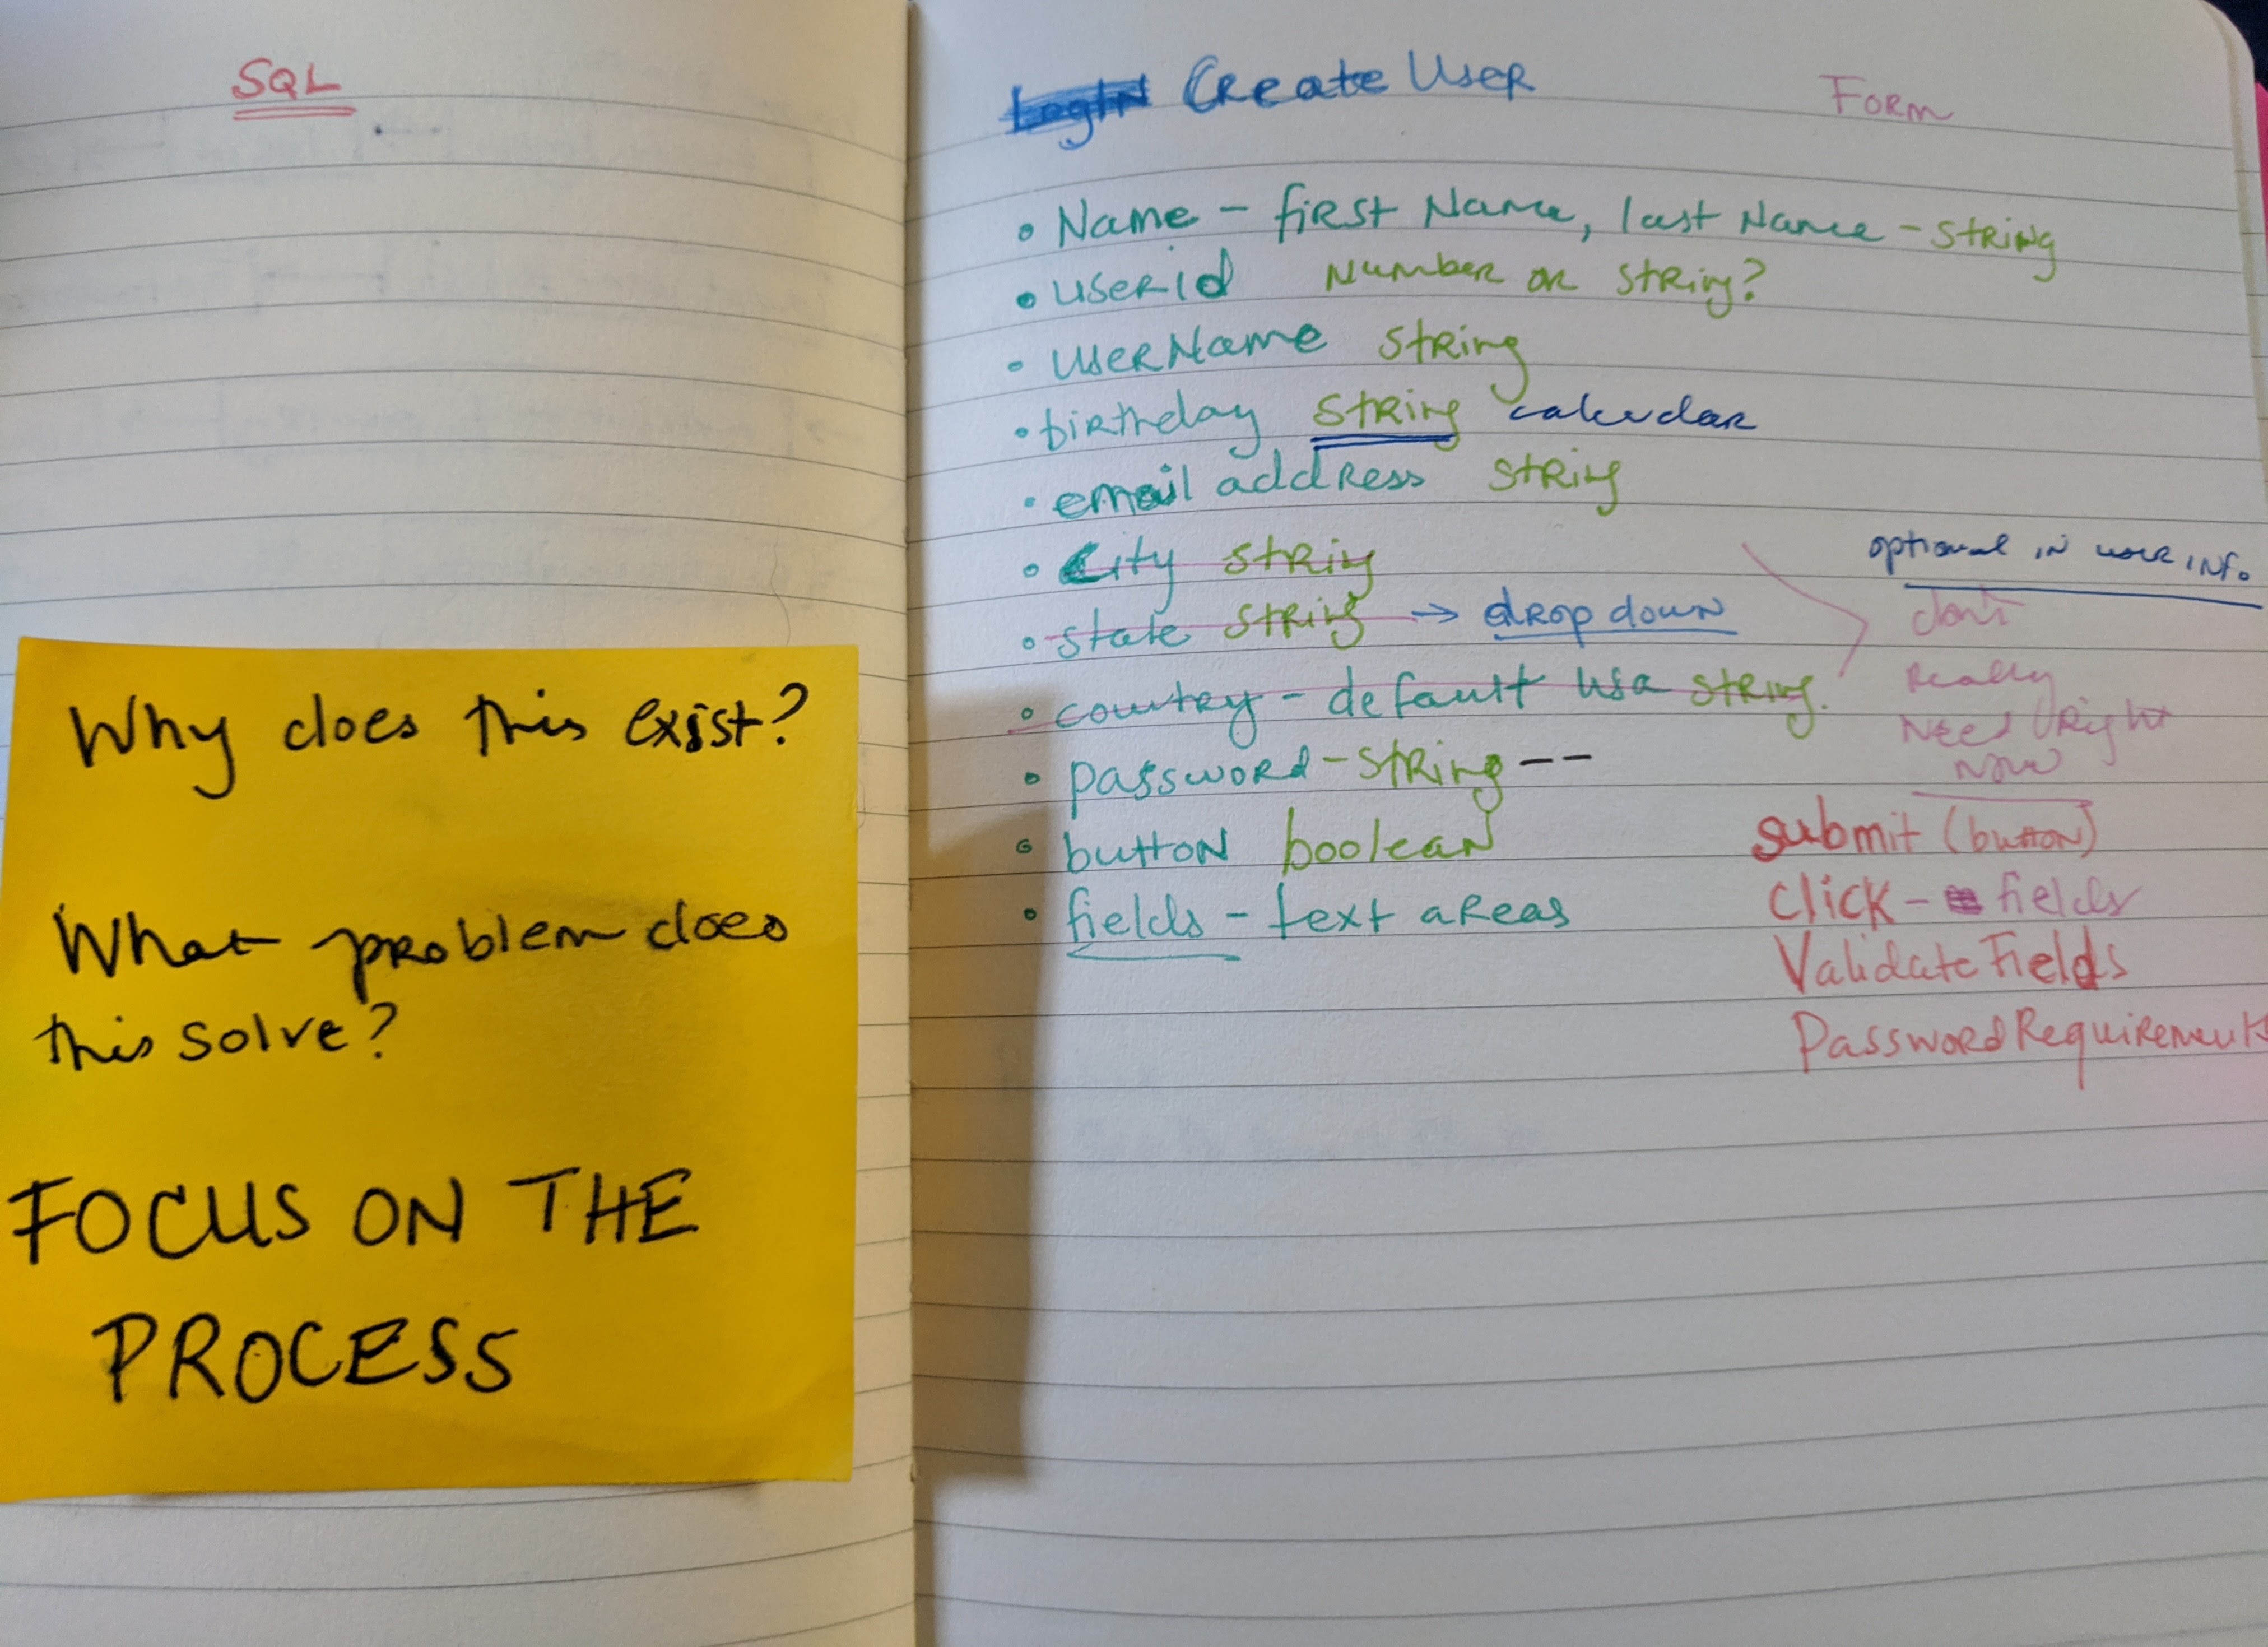 SQL
Why does this exist?
What problem does
this solve?
FOCUS ON THE
PROCESS
LogIN Create User
Form
• Name - first Name, last Name - string
• userid Number or string?
• userName string
• birthday string calendar
• email address string
• City string
• state string → drop down
• country - default usa string.
• password - string --
• button boolean
• fields - text areas
optional in user info.
don't
Really
Need Right
Now
submit (button)
Click - fields
Validate Fields
Password Requirements